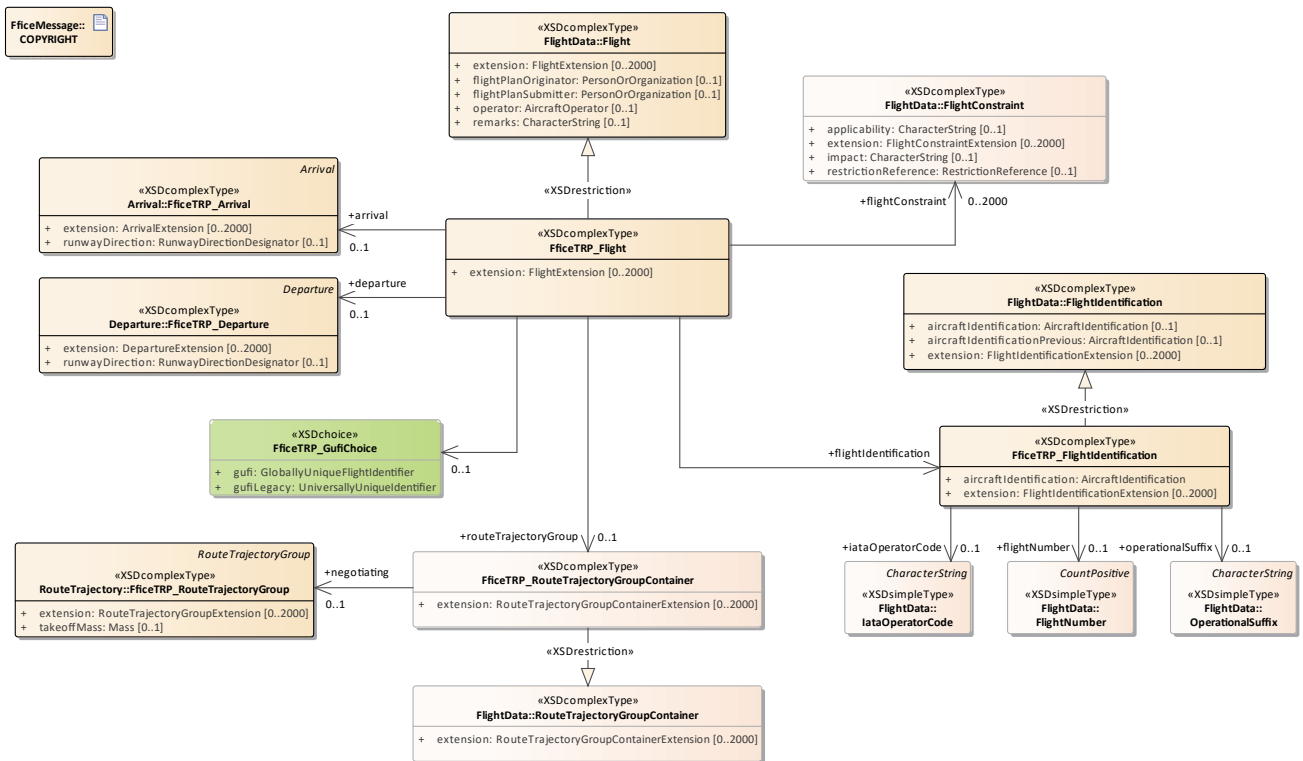 FficeMessage::
COPYRIGHT
«XSDcomplexType»
FlightData::Flight
+ extension: FlightExtension [0..2000]
+ flightPlanOriginator: PersonOrOrganization [0..1]
+ flightPlanSubmitter: PersonOrOrganization [0..1]
+ operator: AircraftOperator [0..1]
+ remarks: CharacterString [0..1]
«XSDcomplexType»
FlightData::FlightConstraint
+ applicability: CharacterString [0..1]
+ extension: FlightConstraintExtension [0..2000]
+ impact: CharacterString [0..1]
+ restrictionReference: RestrictionReference [0..1]
Arrival
«XSDcomplexType»
Arrival::FficeTRP_Arrival
+ extension: ArrivalExtension [0..2000]
+ runwayDirection: RunwayDirectionDesignator [0..1]
«XSDrestriction»
+flightConstraint 0..2000
+arrival
0..1
«XSDcomplexType»
FficeTRP_Flight
+ extension: FlightExtension [0..2000]
Departure
«XSDcomplexType»
Departure::FficeTRP_Departure
+ extension: DepartureExtension [0..2000]
+ runwayDirection: RunwayDirectionDesignator [0..1]
+departure
0..1
«XSDcomplexType»
FlightData::FlightIdentification
+ aircraftIdentification: AircraftIdentification [0..1]
+ aircraftIdentificationPrevious: AircraftIdentification [0..1]
+ extension: FlightIdentificationExtension [0..2000]
«XSDrestriction»
«XSDchoice»
FficeTRP_GufiChoice
+ gufi: GloballyUniqueFlightIdentifier
+ gufiLegacy: UniversallyUniqueIdentifier
0..1
+flightIdentification
«XSDcomplexType»
FficeTRP_FlightIdentification
+ aircraftIdentification: AircraftIdentification
+ extension: FlightIdentificationExtension [0..2000]
+routeTrajectoryGroup 0..1
+iataOperatorCode 0..1
+flightNumber 0..1
+operationalSuffix 0..1
RouteTrajectoryGroup
«XSDcomplexType»
RouteTrajectory::FficeTRP_RouteTrajectoryGroup
+ extension: RouteTrajectoryGroupExtension [0..2000]
+ takeoffMass: Mass [0..1]
+negotiating
0..1
«XSDcomplexType»
FficeTRP_RouteTrajectoryGroupContainer
+ extension: RouteTrajectoryGroupContainerExtension [0..2000]
CharacterString
«XSDsimpleType»
FlightData::
IataOperatorCode
CountPositive
«XSDsimpleType»
FlightData::
FlightNumber
CharacterString
«XSDsimpleType»
FlightData::
OperationalSuffix
«XSDrestriction»
«XSDcomplexType»
FlightData::RouteTrajectoryGroupContainer
+ extension: RouteTrajectoryGroupContainerExtension [0..2000]